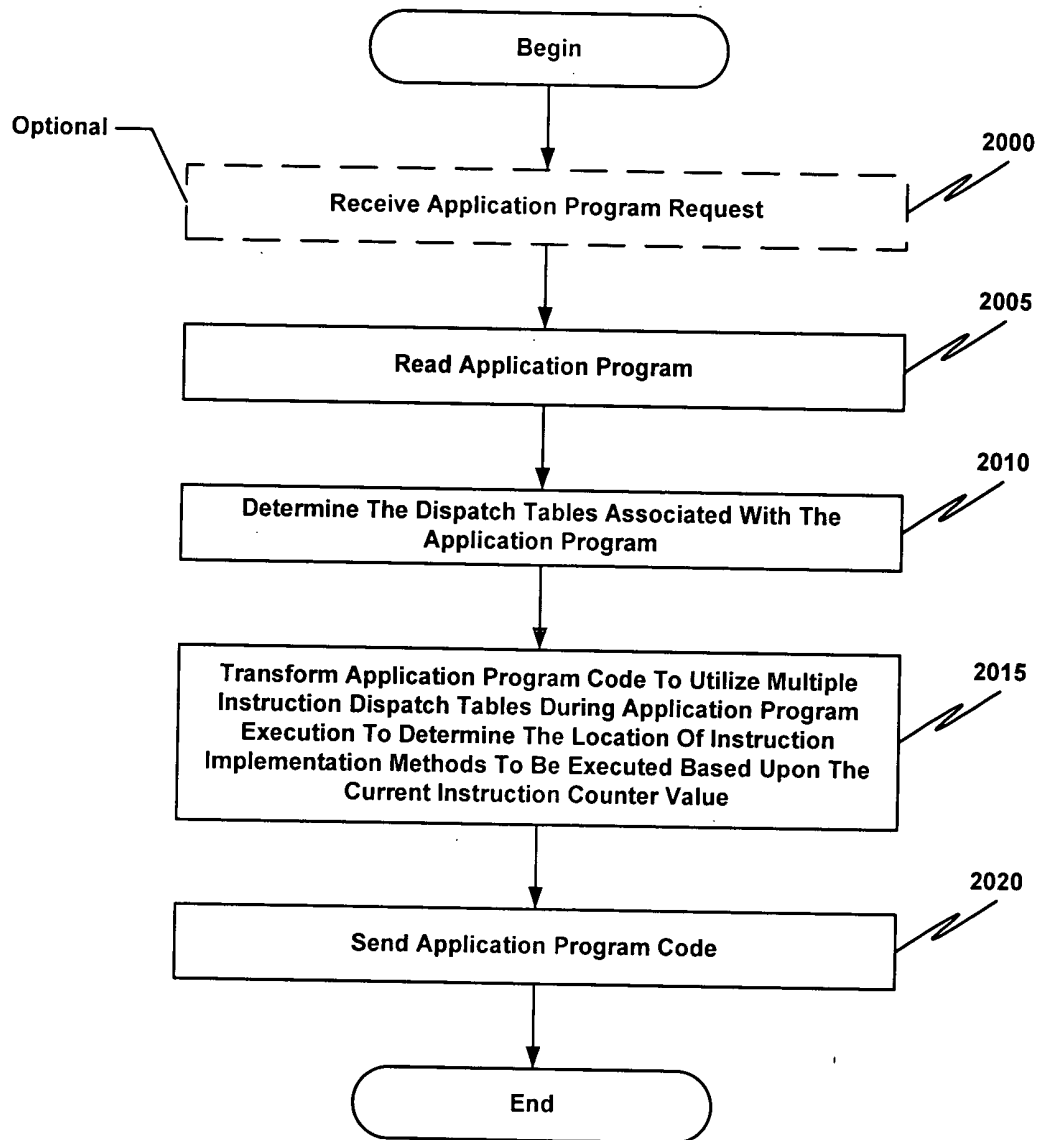 Begin
Optional
2000
Receive Application Program Request
2005
Read Application Program
2010
Determine The Dispatch Tables Associated With The
Application Program
2015
Transform Application Program Code To Utilize Multiple
Instruction Dispatch Tables During Application Program
Execution To Determine The Location Of Instruction
Implementation Methods To Be Executed Based Upon The
Current Instruction Counter Value
2020
Send Application Program Code
End